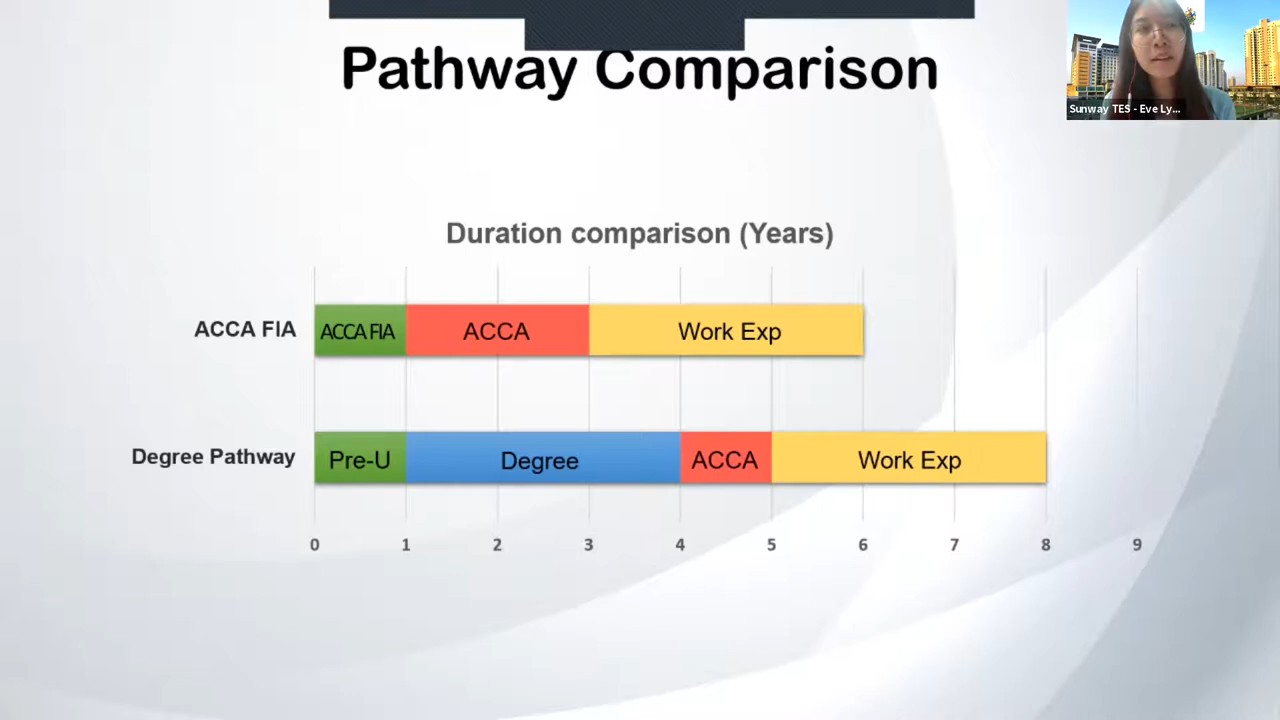 Pathway Comparison
Sunway TES - Eve Ly...
Duration comparison (Years)
ACCA FIA
ACCA FIA
ACCA
Work Exp
Degree Pathway
Pre-U
Degree
ACCA
Work Exp
0 1 2 3 4 5 6 7 8 9